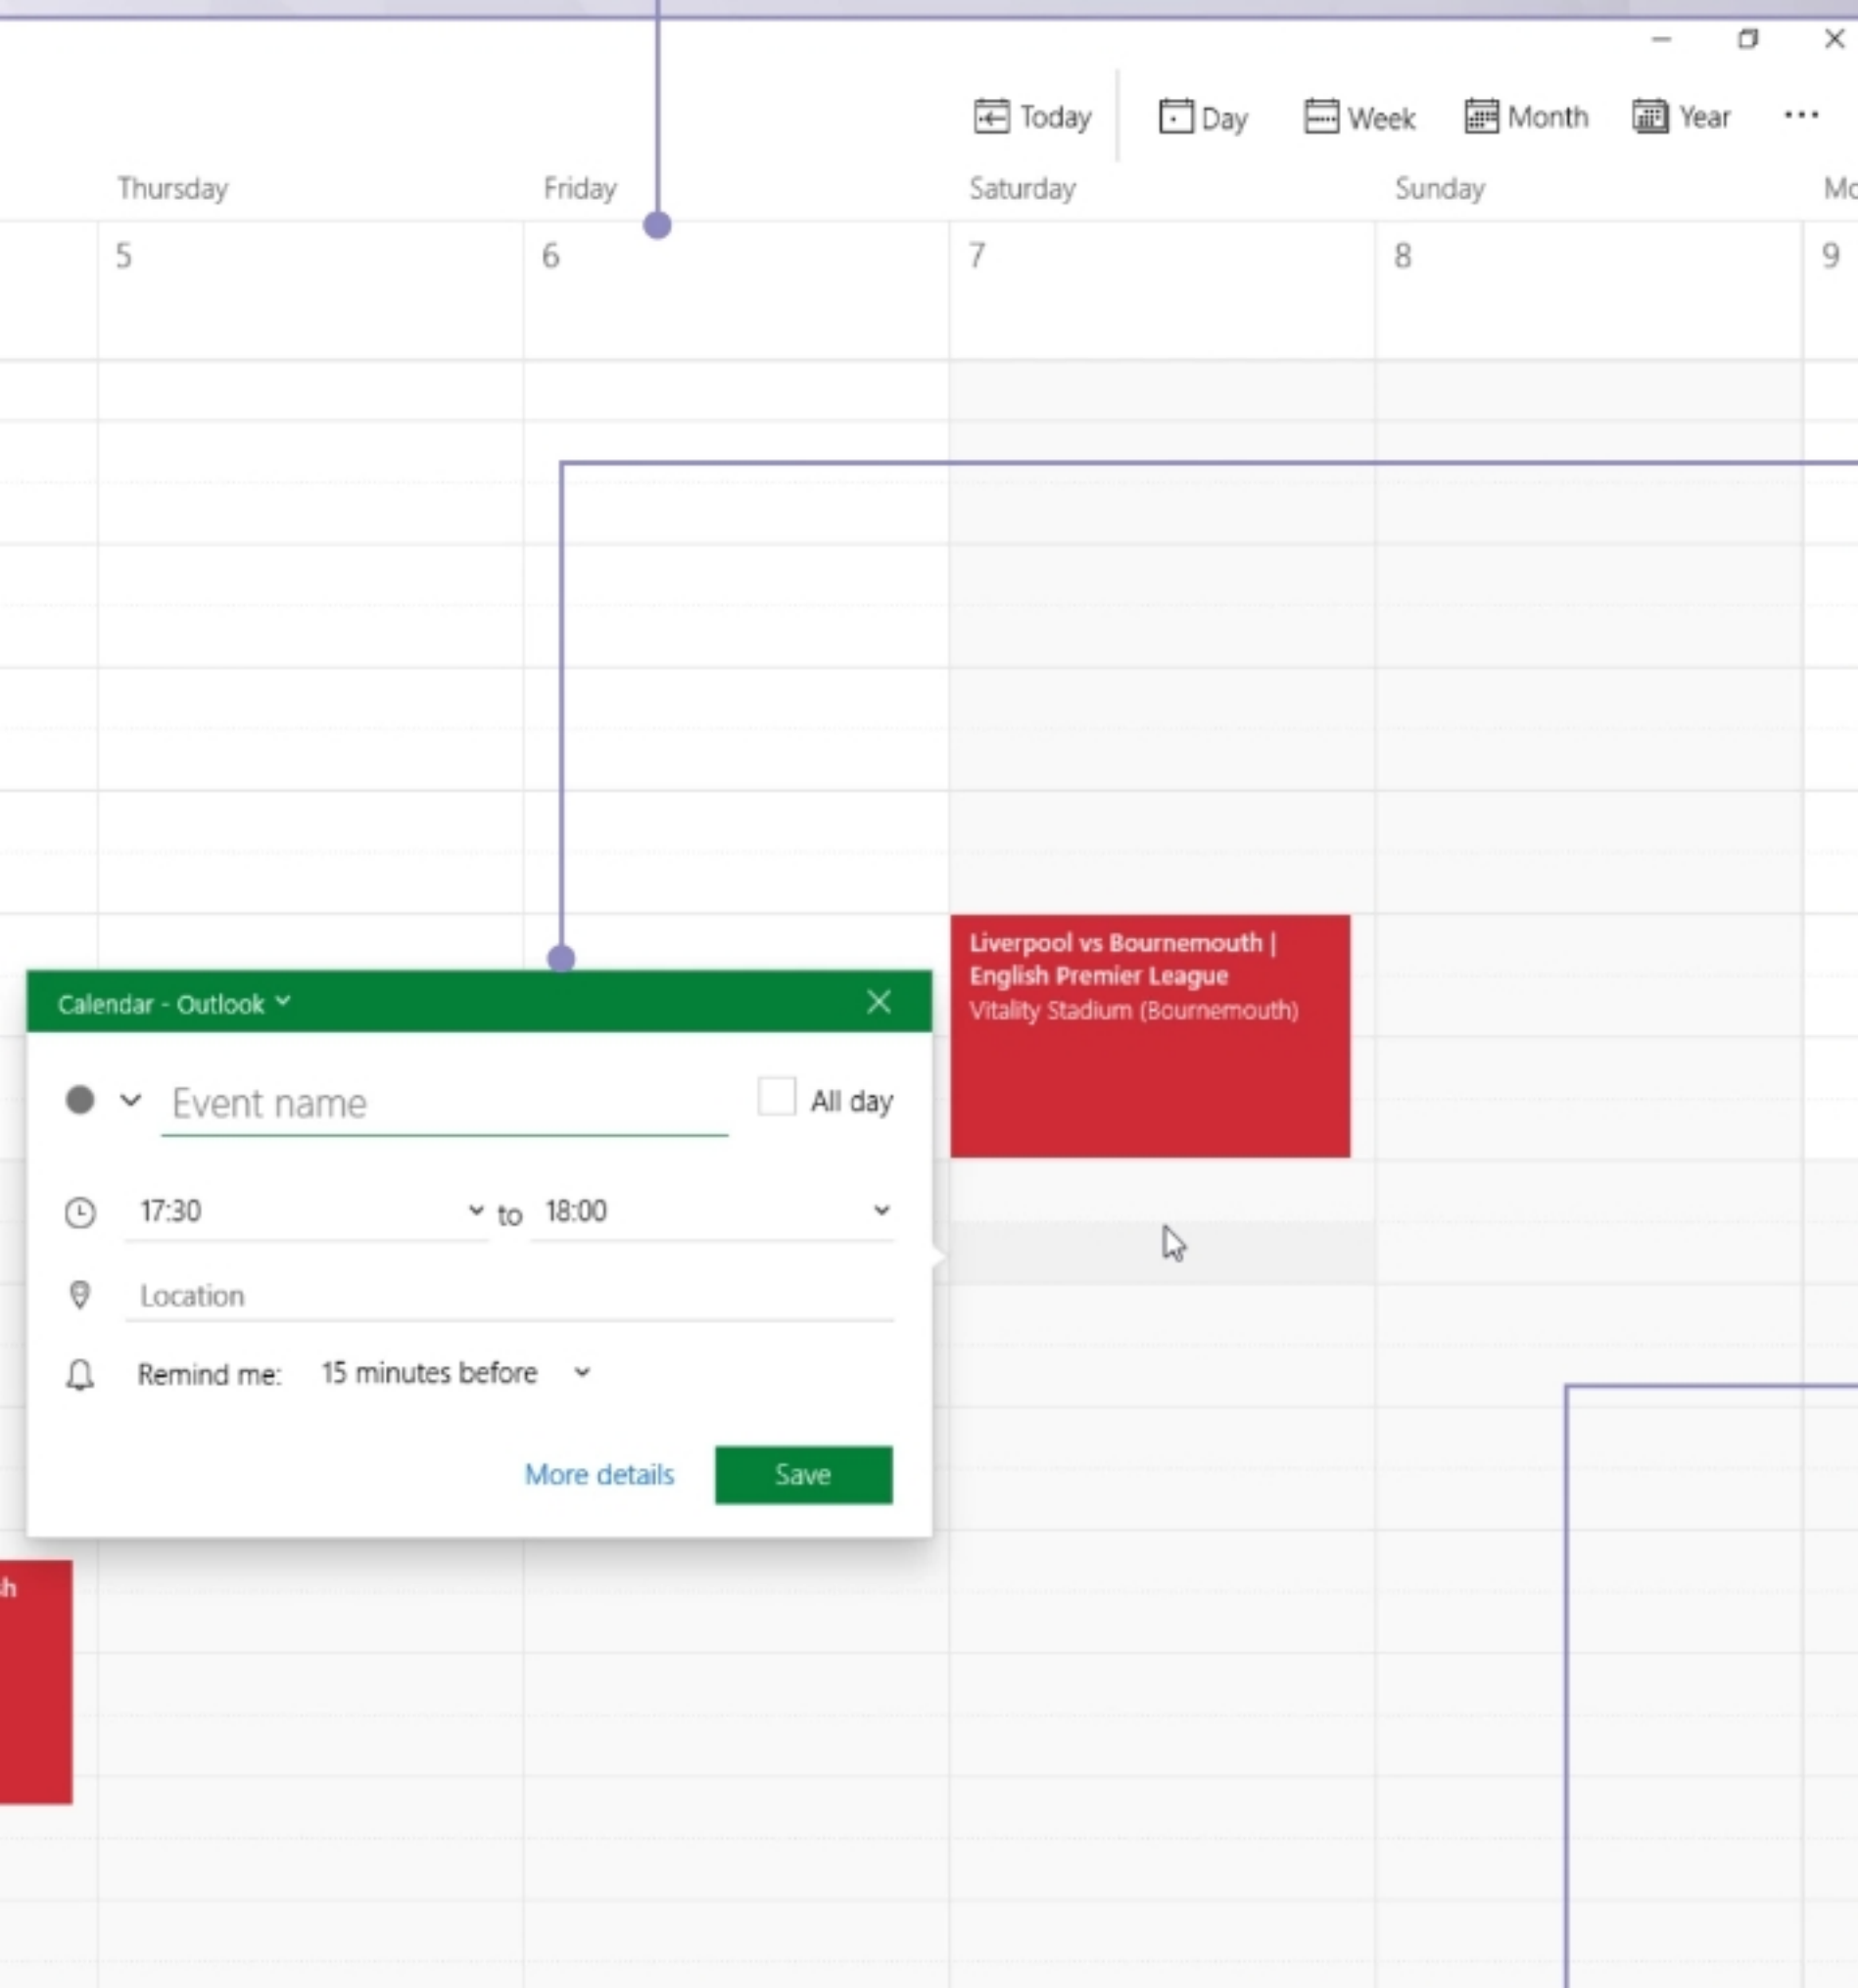 Today Day Week Month Year ...
Thursday Friday Saturday Sunday
5 6 7 8 9
Liverpool vs Bournemouth |
English Premier League
Vitality Stadium (Bournemouth)
Calendar - Outlook
Event name All day
17:30 to 18:00
Location
Remind me: 15 minutes before
More details Save